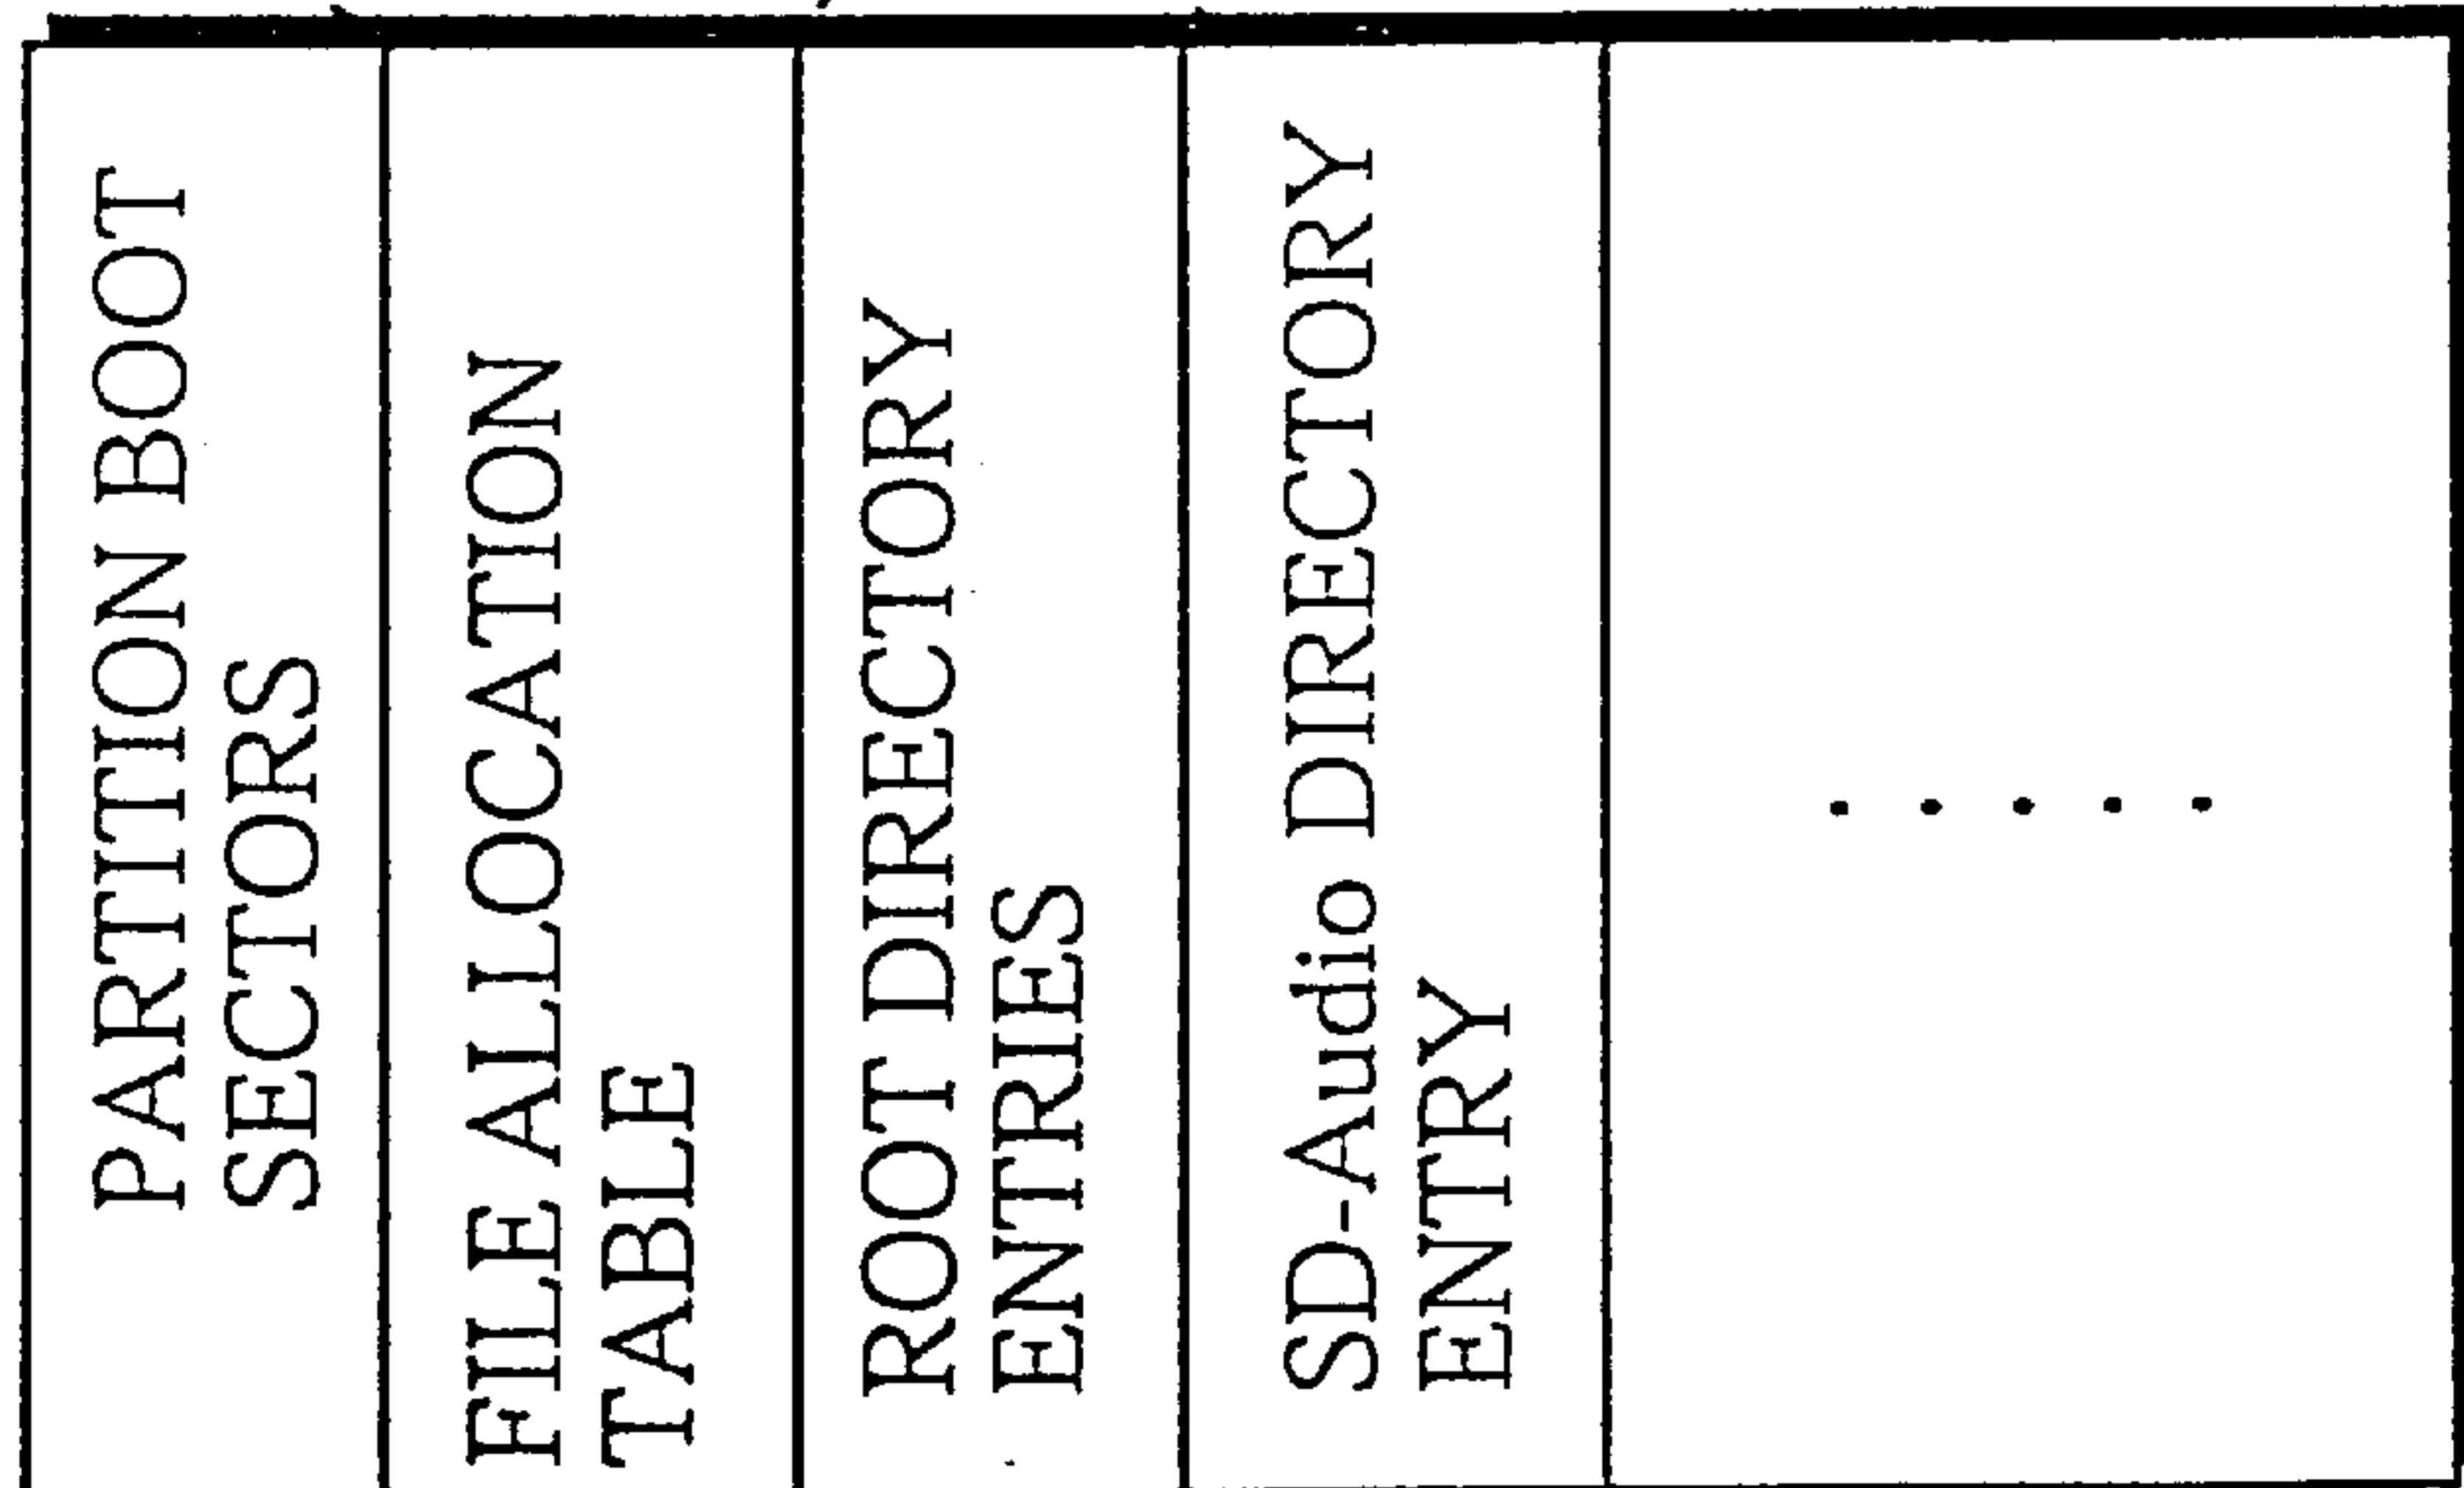 PARTITION BOOT
SECTORS
FILE ALLOCATION
TABLE
ROOT DIRECTORY
ENTRIES
SD-Audio DIRECTORY
ENTRY
.....